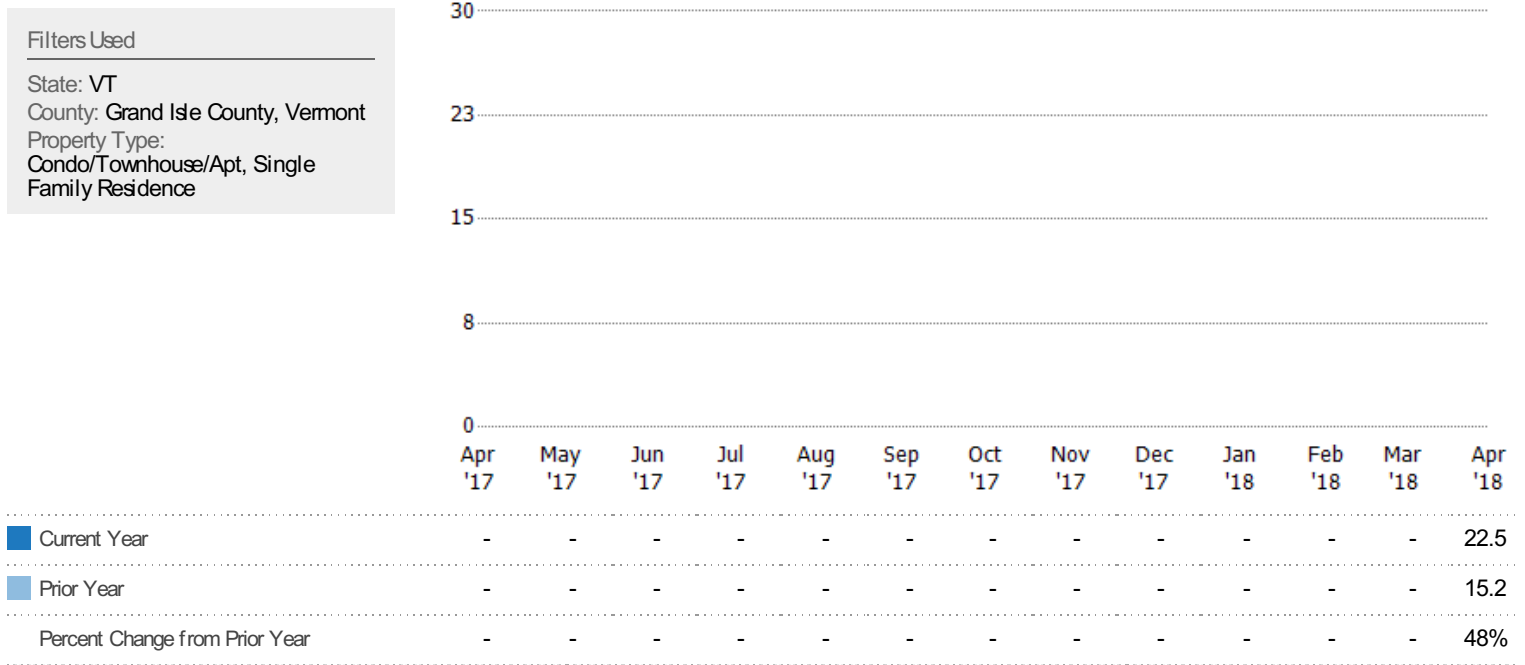 Filters Used
State: VT
County: Grand Isle County, Vermont
Property Type:
Condo/Townhouse/Apt, Single
Family Residence
30
23
15
8
0
Apr May Jun Jul Aug Sep Oct Nov Dec Jan Feb Mar Apr
'17 '17 '17 '17 '17 '17 '17 '17 '17 '18 '18 '18 '18
Current Year - - - - - - - - - - - - 22.5
Prior Year - - - - - - - - - - - - 15.2
Percent Change from Prior Year - - - - - - - - - - - - 48%